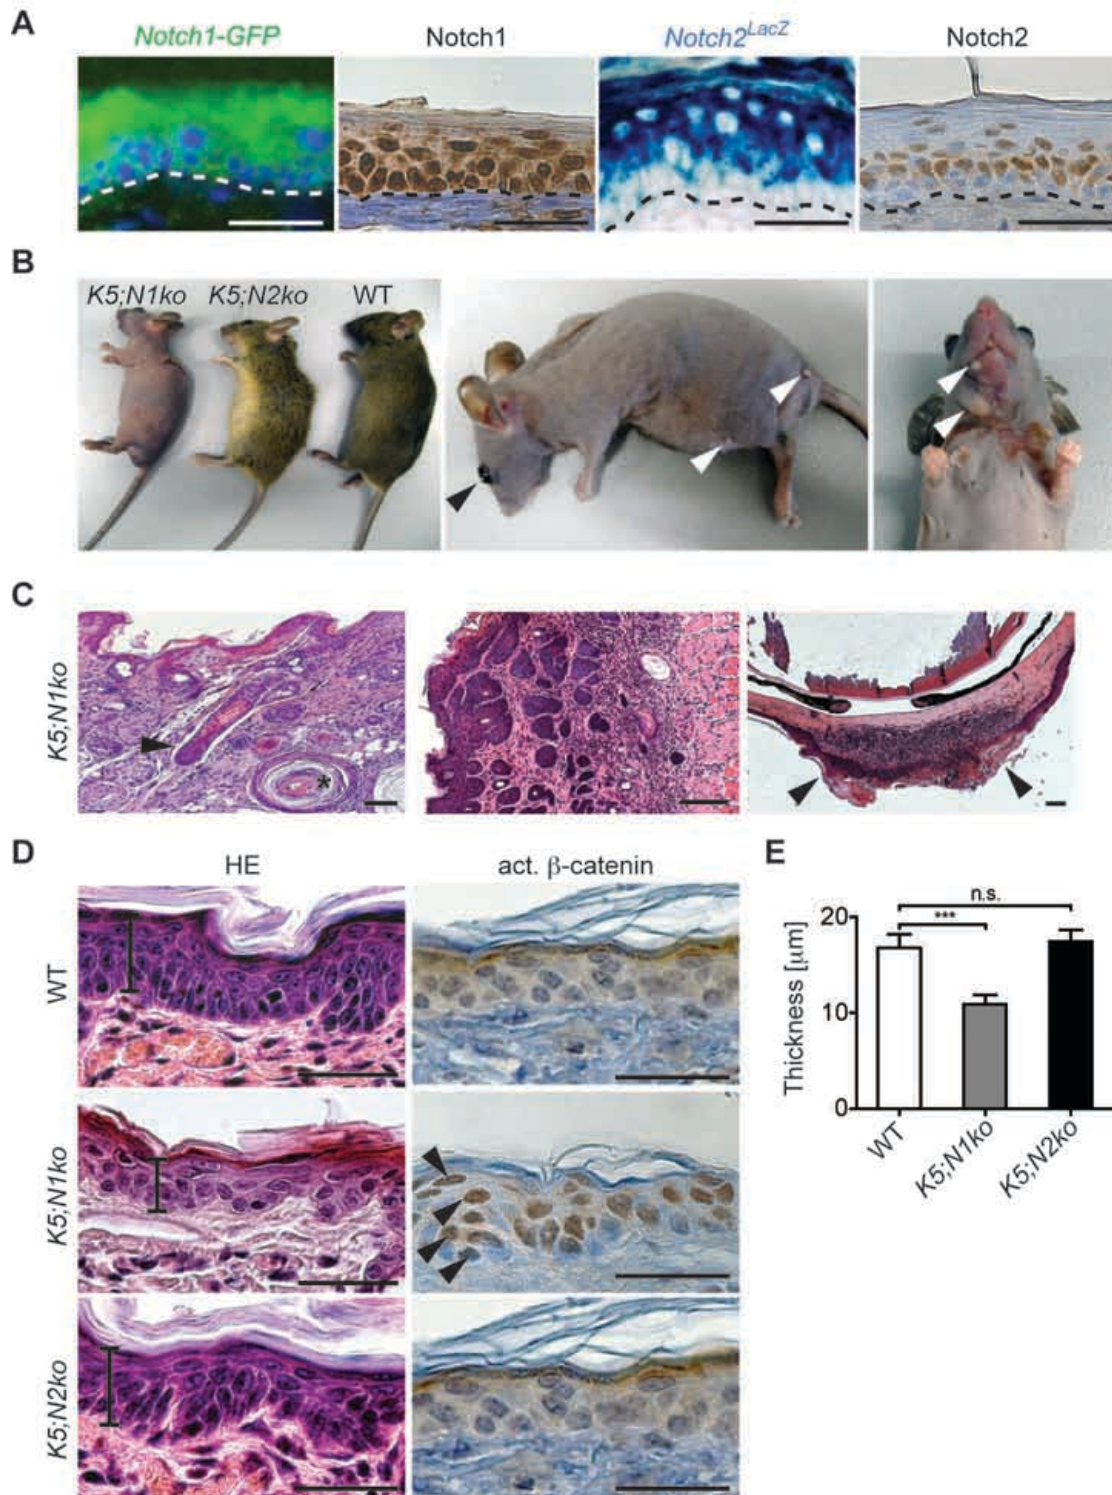 A
Notch1-GFP Notch1 Notch2LacZ Notch2
B
K5;N1ko K5;N2ko WT
C
K5;N1ko
*
D
HE act. β-catenin
WT
K5;N1ko
K5;N2ko
E
n.s.
***
Thickness [μm]
20
10
0
WT K5;N1ko K5;N2ko